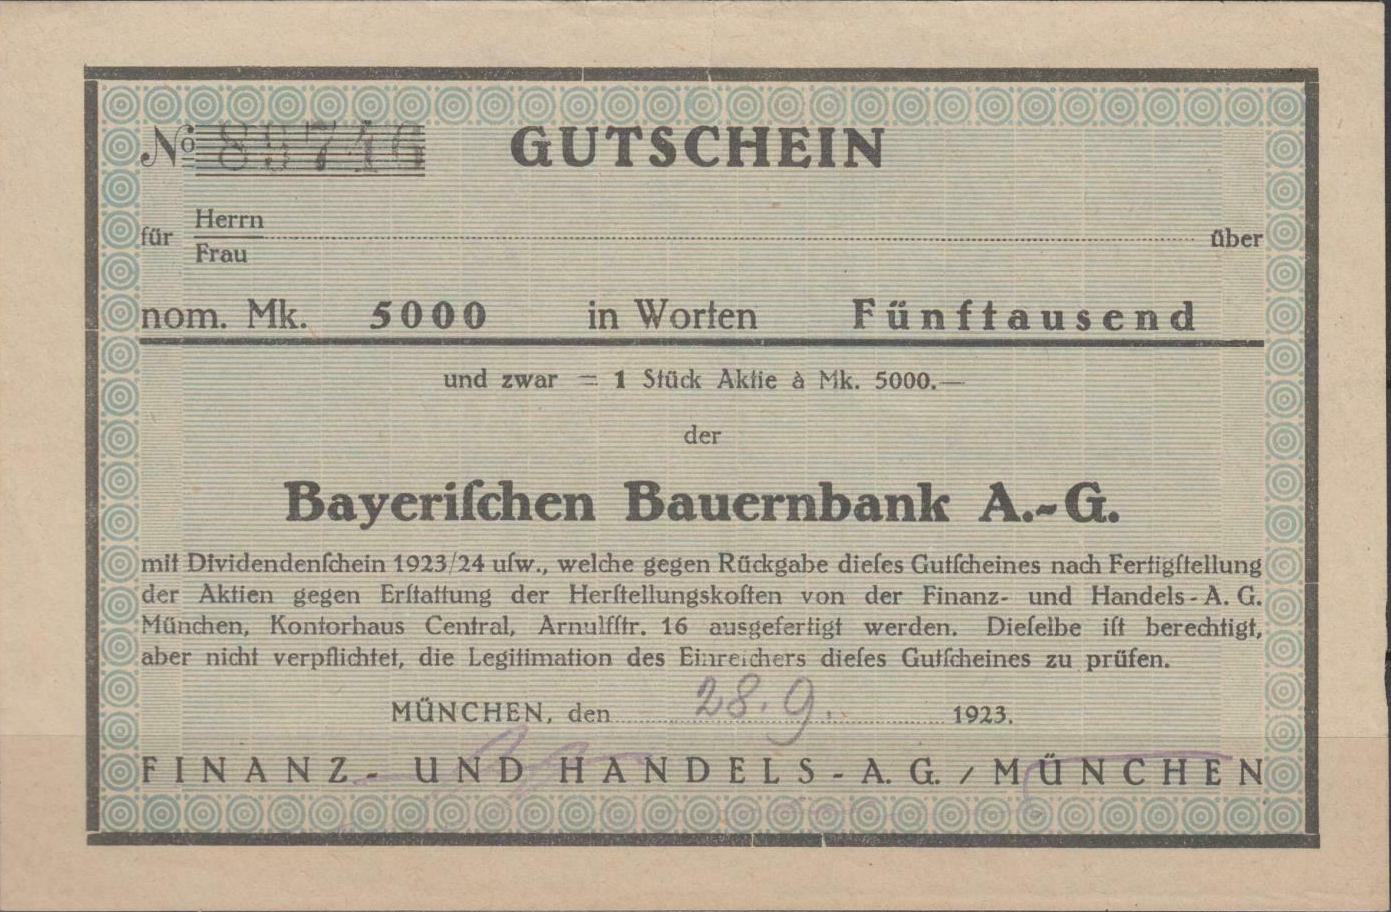 No 89746 GUTSCHEIN
für Herrn
Frau über
nom. Mk. 5000 in Worten Fünftausend
und zwar = 1 Stück Aktie à Mk. 5000.—
der
Bayeriſchen Bauernbank A.-G.
mit Dividendenſchein 1923/24 uſw., welche gegen Rückgabe dieſes Gutſcheines nach Fertigſtellung
der Aktien gegen Erſtattung der Herſtellungskoſten von der Finanz- und Handels-A. G.
München, Kontorhaus Central, Arnulfſtr. 16 ausgefertigt werden. Dieſelbe iſt berechtigt,
aber nicht verpflichtet, die Legitimation des Einreichers dieſes Gutſcheines zu prüfen.
MÜNCHEN, den 28.9. 1923.
FINANZ- UND HANDELS-A. G. / MÜNCHEN